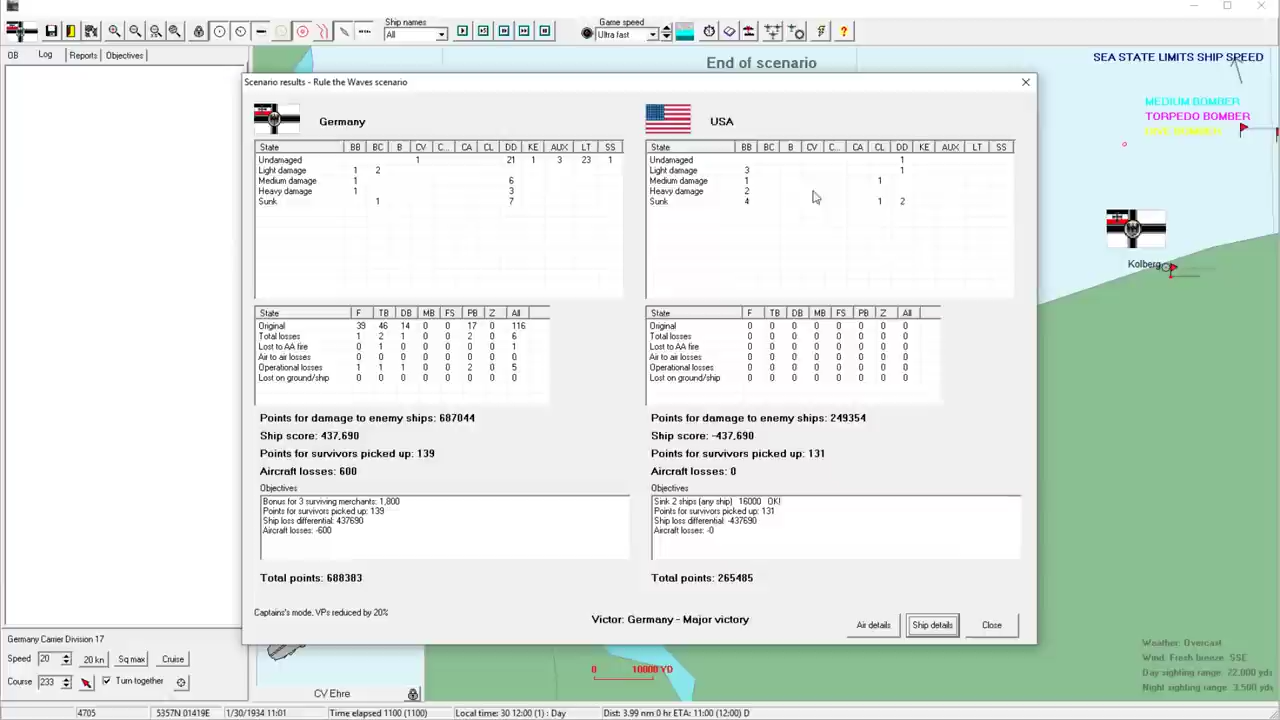 Ship names
All
Game speed
Ultra fast
OB Log Reports Objectives
End of scenario
SEA STATE LIMITS SHIP SPEED
Scenario results - Rule the Waves scenario
MEDIUM BOMBER
TORPEDO BOMBER
DIVE BOMBER
Germany
USA
State BB BC B CV C... CA CL DD KE AUX LT SS
Undamaged 1 21 1 3 23 1
Light damage 1 2
Medium damage 1 6
Heavy damage 1 3
Sunk 1 7
State BB BC B CV C... CA CL DD KE AUX LT SS
Undamaged 1
Light damage 3 1
Medium damage 1 1
Heavy damage 2
Sunk 4 1 2
Kolberg
State F TB DB MB FS PB Z All
Original 39 46 14 0 0 17 0 116
Total losses 1 2 1 0 0 2 0 6
Lost to AA fire 0 1 0 0 0 0 0 1
Air to air losses 0 0 0 0 0 0 0 0
Operational losses 1 1 1 0 0 2 0 5
Lost on ground/ship 0 0 0 0 0 0 0 0
State F TB DB MB FS PB Z All
Original 0 0 0 0 0 0 0 0
Total losses 0 0 0 0 0 0 0 0
Lost to AA fire 0 0 0 0 0 0 0 0
Air to air losses 0 0 0 0 0 0 0 0
Operational losses 0 0 0 0 0 0 0 0
Lost on ground/ship 0 0 0 0 0 0 0 0
Points for damage to enemy ships: 687044
Ship score: 437,690
Points for survivors picked up: 139
Aircraft losses: 600
Objectives
Bonus for 3 surviving merchants: 1,800
Points for survivors picked up: 139
Ship loss differential: 437690
Aircraft losses: -600
Total points: 688383
Points for damage to enemy ships: 249354
Ship score: -437,690
Points for survivors picked up: 131
Aircraft losses: 0
Objectives
Sink 2 ships (any ship) 16000 OK!
Points for survivors picked up: 131
Ship loss differential: -437690
Aircraft losses: -0
Total points: 265485
Captains's mode, VPs reduced by 20%
Victor: Germany - Major victory
Air details Ship details Close
Germany Carrier Division 17
Speed 20 20 kn Sq max Cruise
Course 233 Turn together
CV Ehre
0 10000 YD
Weather: Overcast
Wind: Fresh breeze SSE
Day sighting range: 22,000 yds
Night sighting range: 3,500 yds
4705 5357N 01419E 1/30/1934 11:01 Time elapsed 1100 (1100) Local time: 30 12:00 (1) : Day Dist: 3.99 nm 0 hr ETA: 11:00 (12:00) D